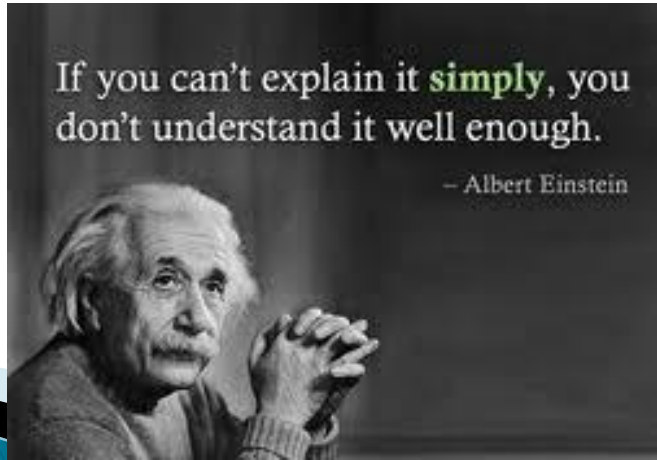 If you can't explain it simply, you
don't understand it well enough.
– Albert Einstein